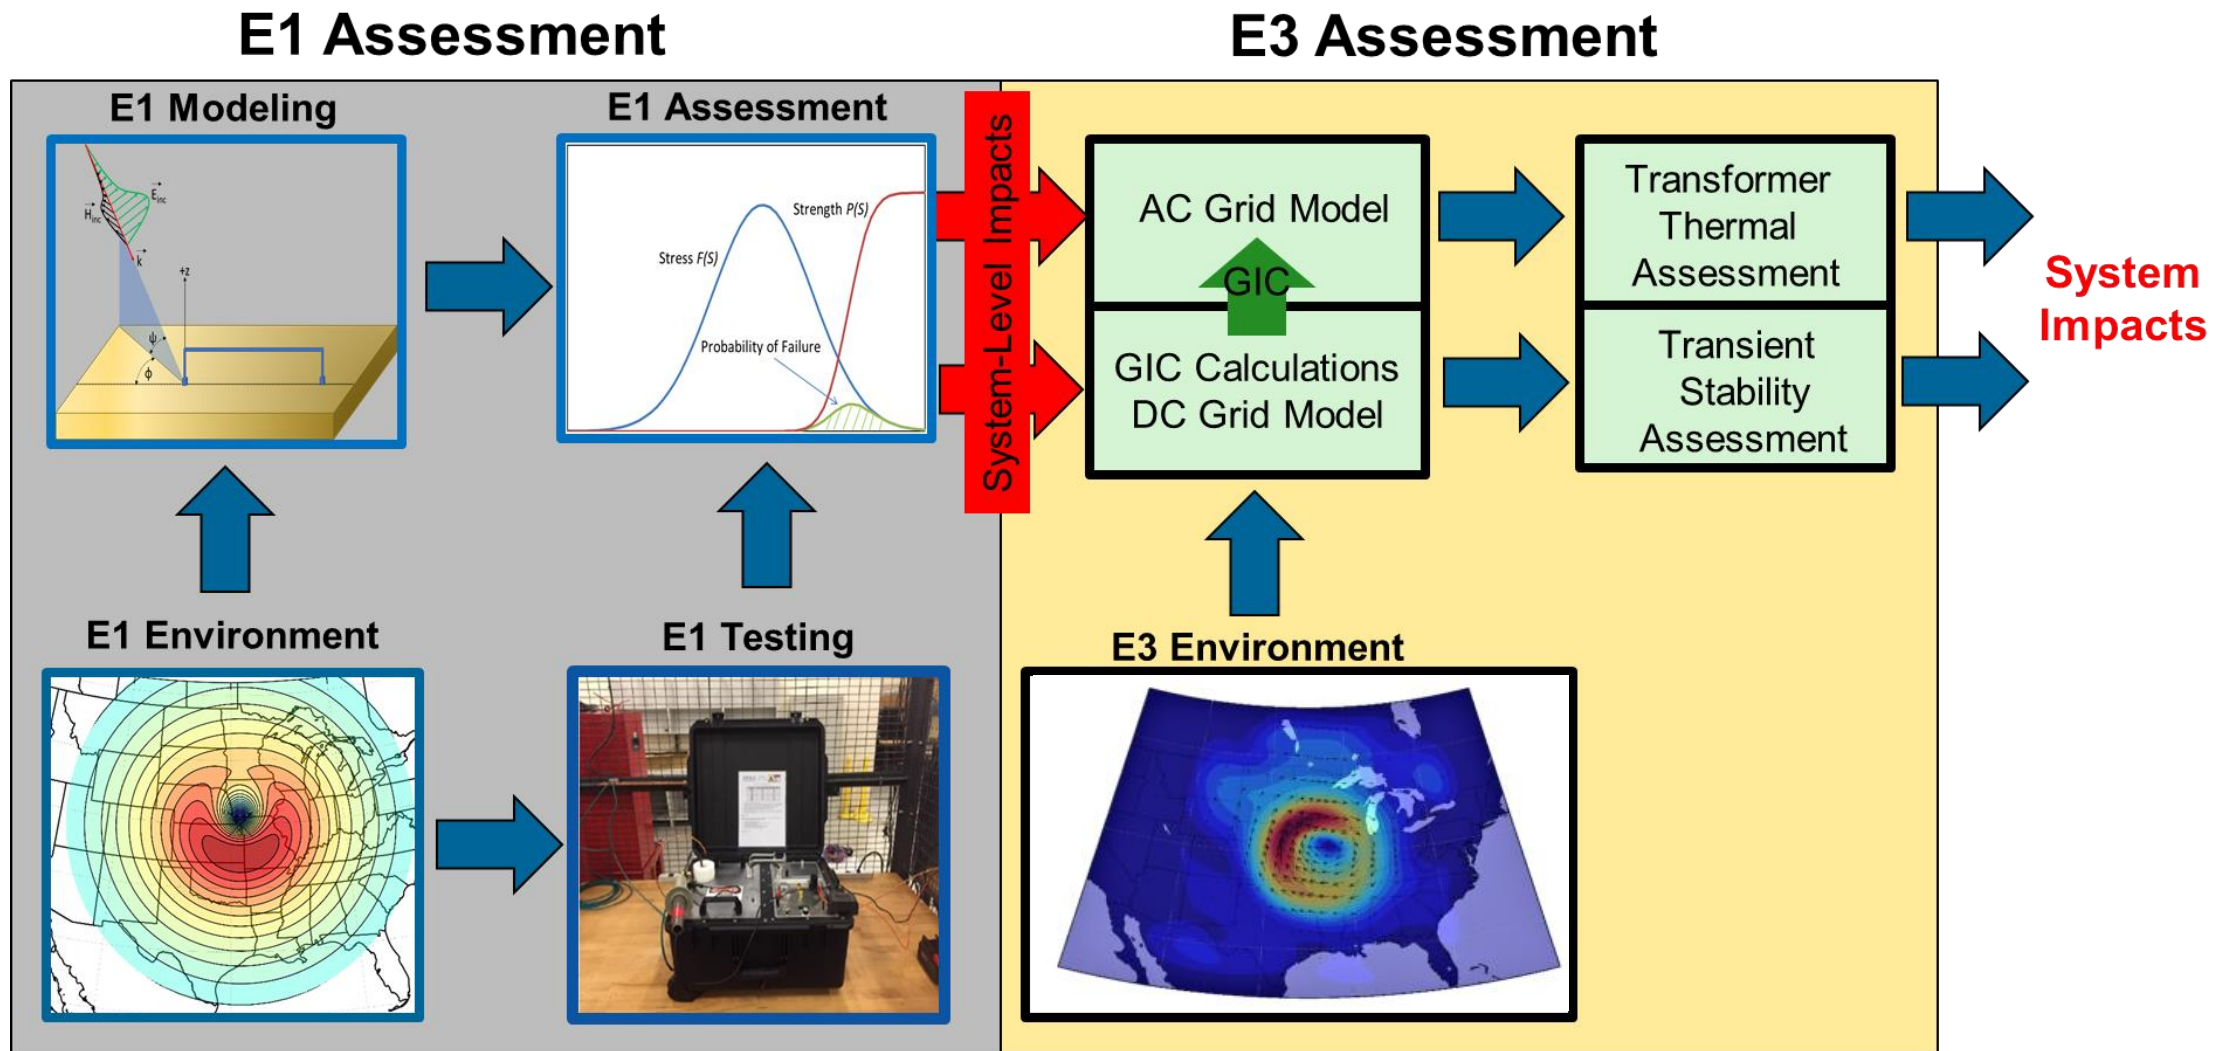 E1 Assessment
E3 Assessment
E1 Modeling
E1 Assessment
E⃗inc
H⃗inc
k⃗
+z
ψ
ϕ
Strength P(S)
Stress F(S)
Probability of Failure
System-Level Impacts
AC Grid Model
GIC
GIC Calculations
DC Grid Model
Transformer
Thermal
Assessment
Transient
Stability
Assessment
System
Impacts
E1 Environment
E1 Testing
E3 Environment